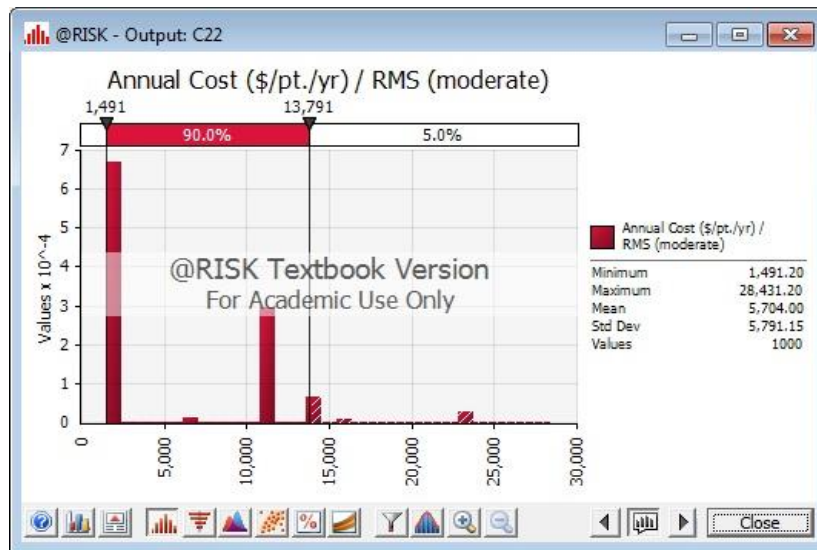 @RISK - Output: C22
Annual Cost ($/pt./yr) / RMS (moderate)
1,491 13,791
90.0% 5.0%
7
6
5
4
3
2
1
0
Values x 10^-4
@RISK Textbook Version
For Academic Use Only
0
5,000
10,000
15,000
20,000
25,000
30,000
Annual Cost ($/pt./yr) /
RMS (moderate)
Minimum 1,491.20
Maximum 28,431.20
Mean 5,704.00
Std Dev 5,791.15
Values 1000
Close